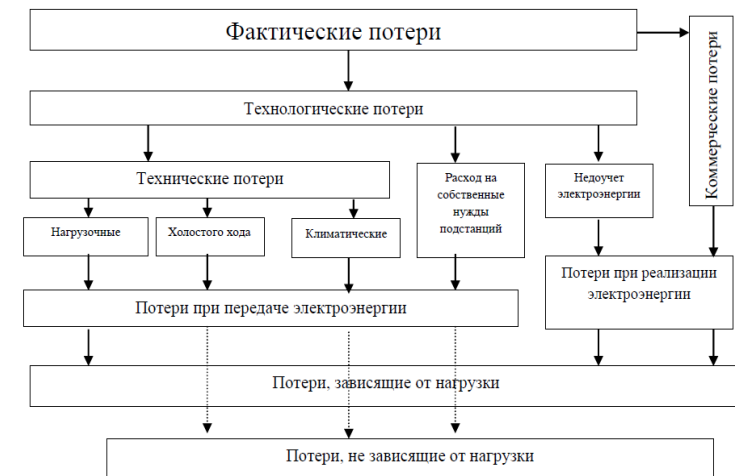 Фактические потери
Коммерческие потери
Технологические потери
Технические потери
Расход на
собственные
нужды
подстанций
Недоучет
электроэнергии
Нагрузочные
Холостого хода
Климатические
Потери при передаче электроэнергии
Потери при реализации
электроэнергии
Потери, зависящие от нагрузки
Потери, не зависящие от нагрузки